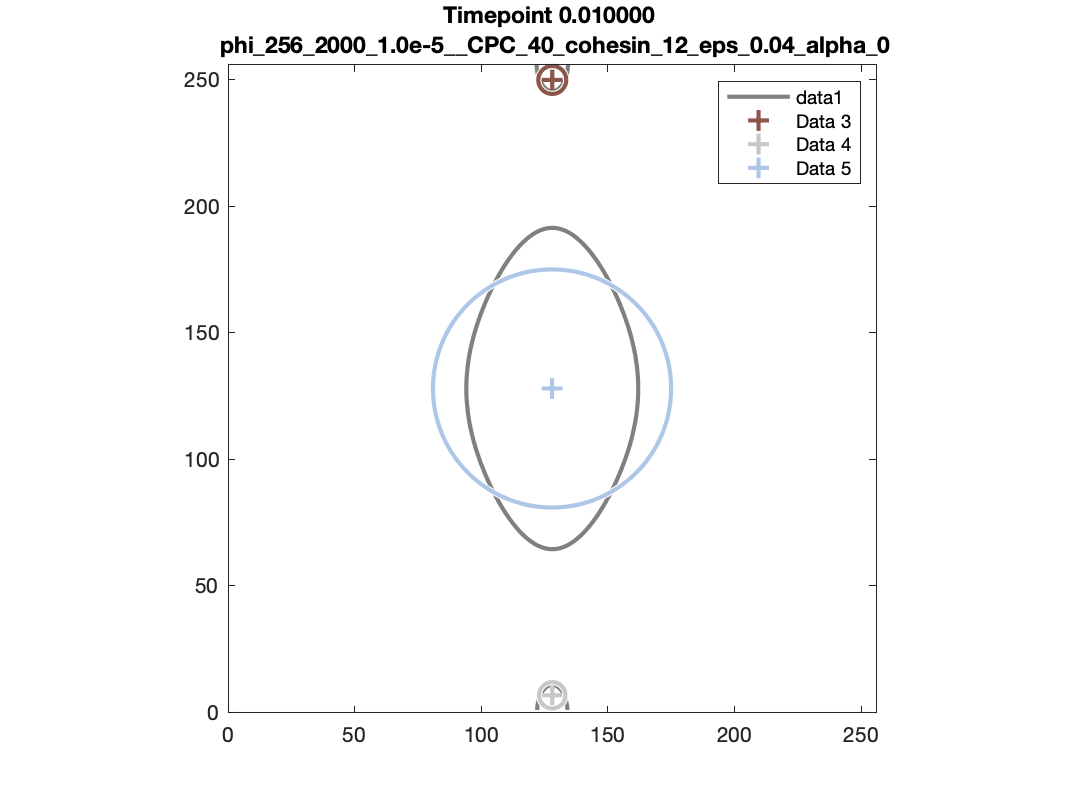 Timepoint 0.010000
phi_256_2000_1.0e-5__CPC_40_cohesin_12_eps_0.04_alpha_0
data1
Data 3
Data 4
Data 5
250
200
150
100
50
0
0 50 100 150 200 250